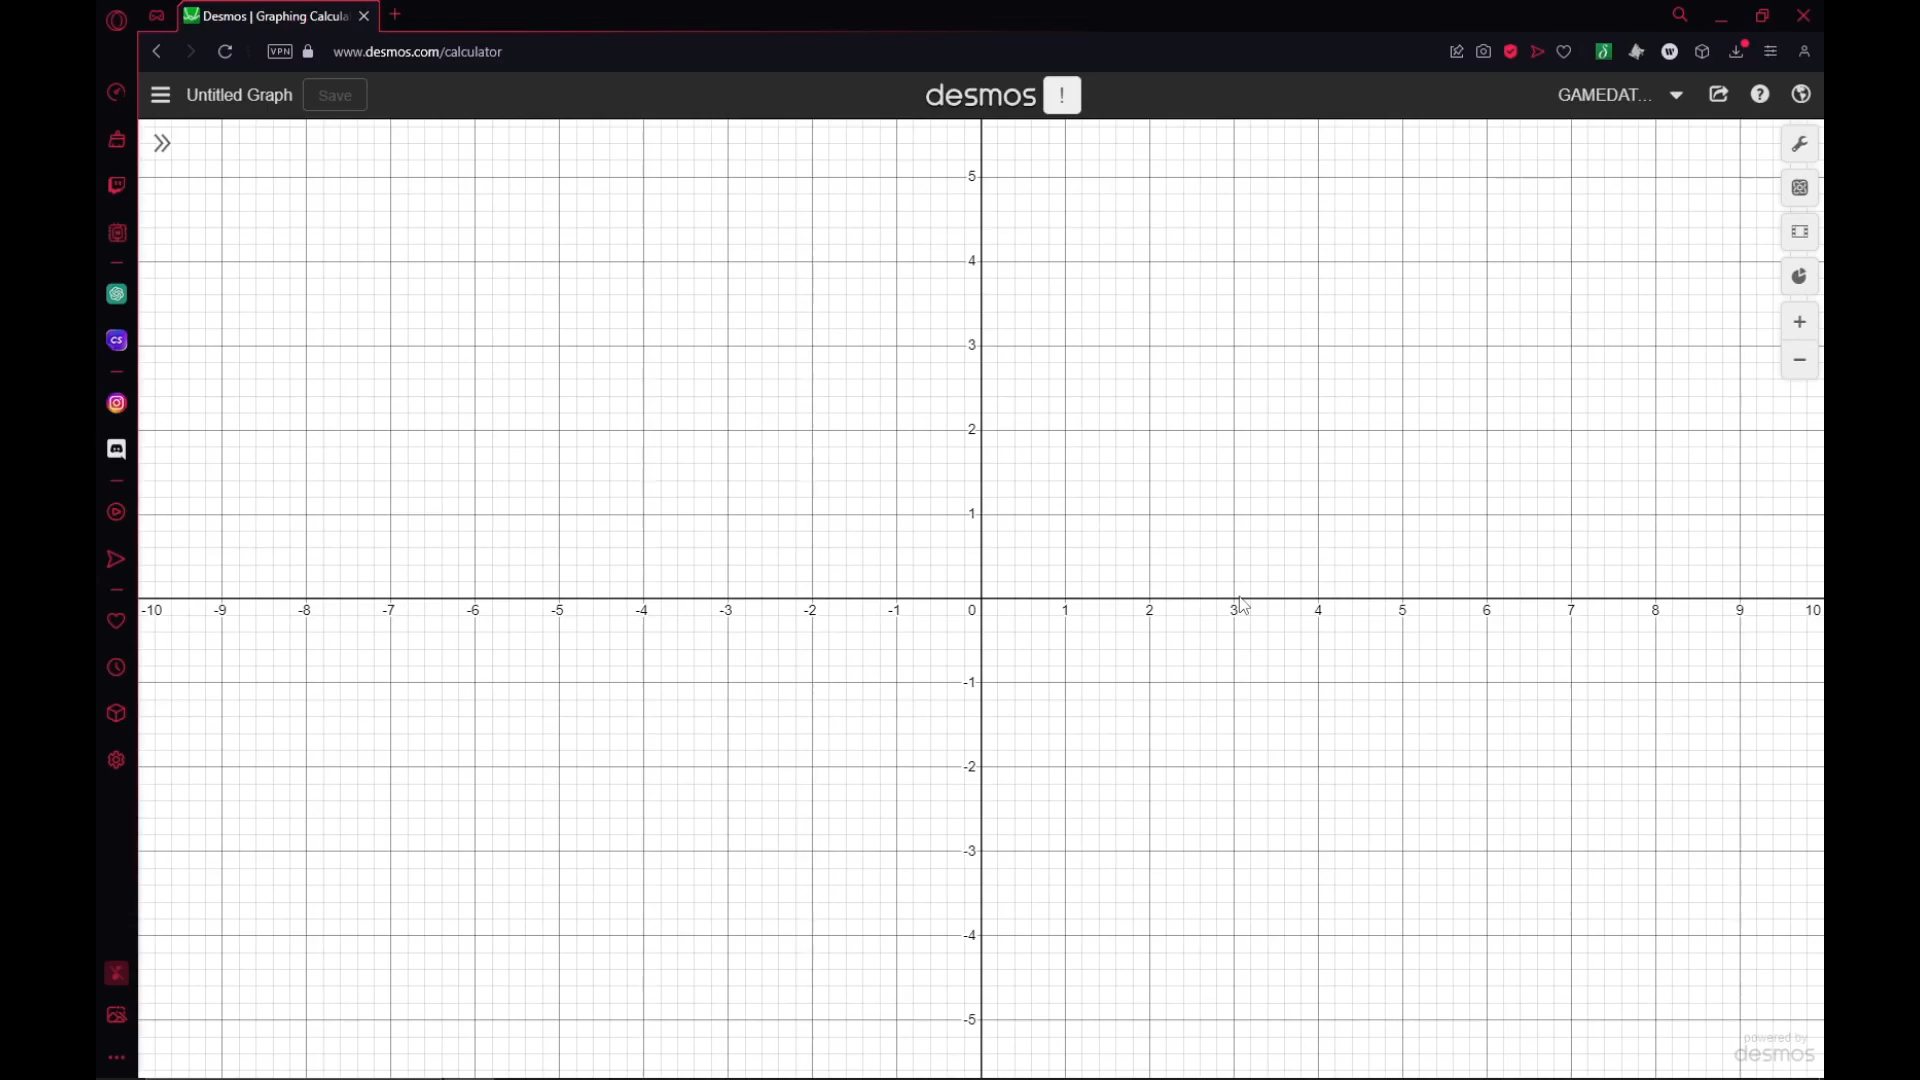 Desmos | Graphing Calcula
VPN www.desmos.com/calculator
Untitled Graph Save desmos ! GAMEDAT...
5
4
3
2
1
-10 -9 -8 -7 -6 -5 -4 -3 -2 -1 0 1 2 3 4 5 6 7 8 9 10
-1
-2
-3
-4
-5
CS
powered by
desmos